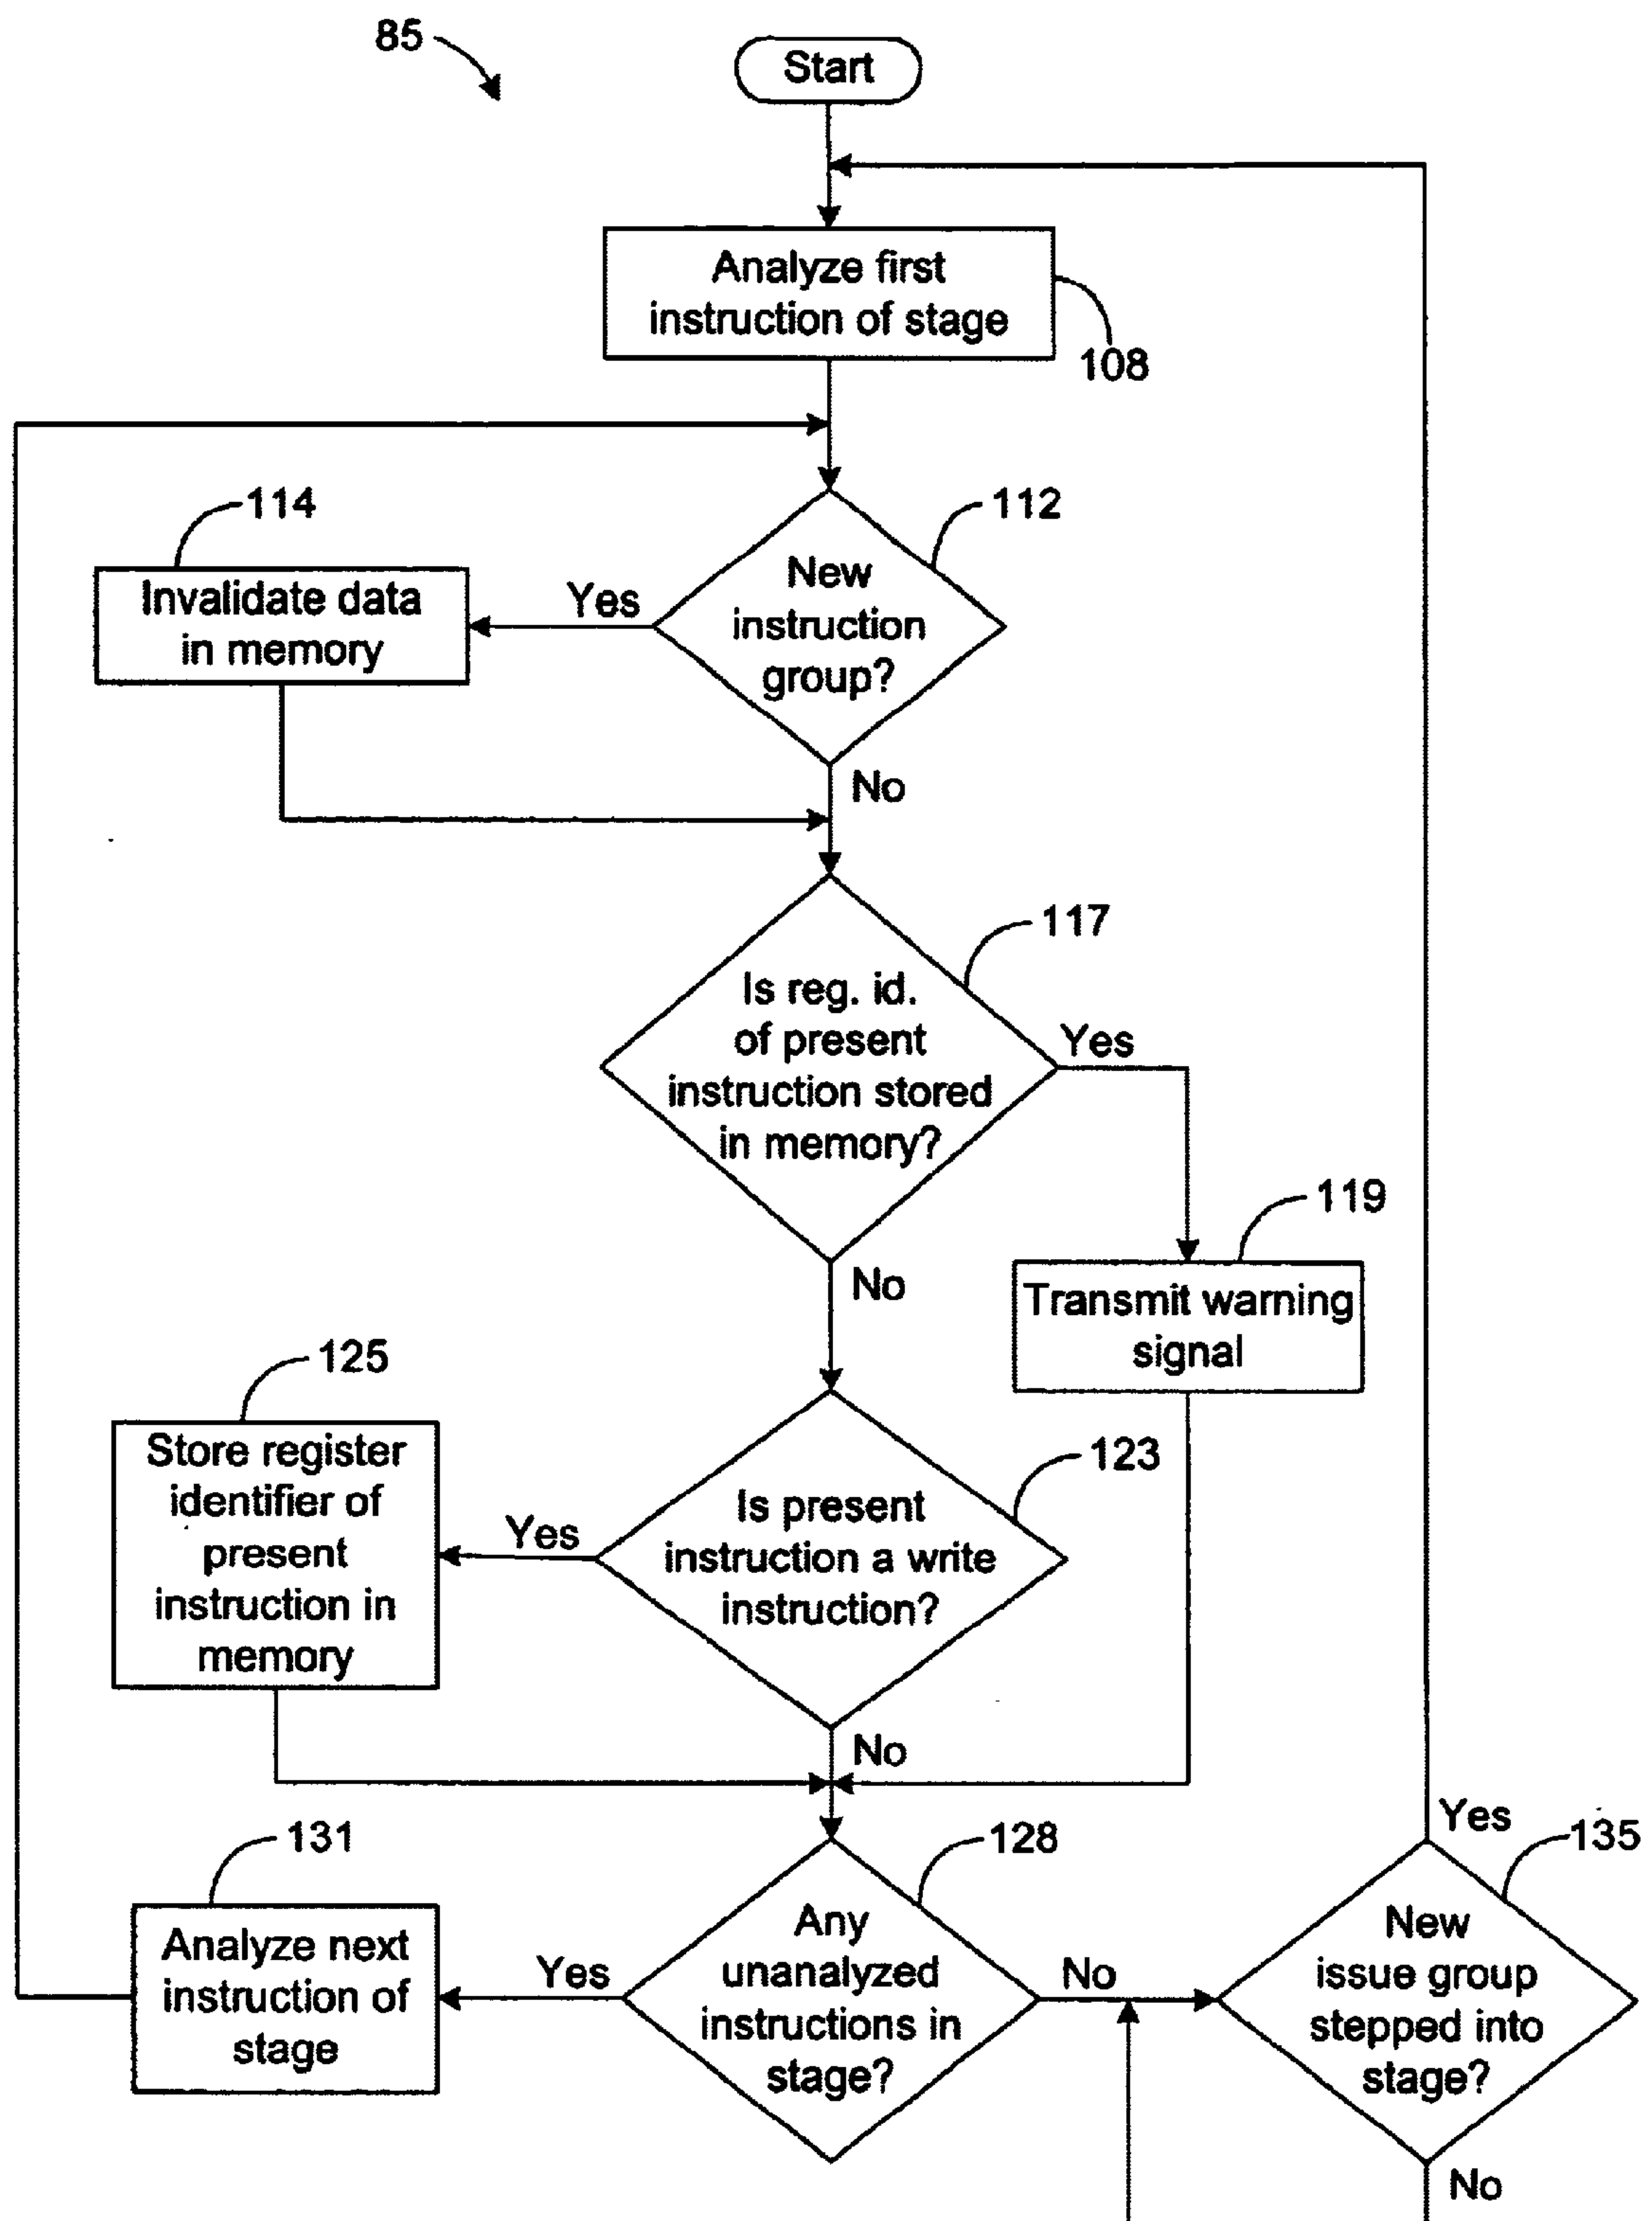 85
Start
Analyze first
instruction of stage
108
114
112
Invalidate data
in memory
Yes
New
instruction
group?
No
117
Is reg. id.
of present
instruction stored
in memory?
Yes
119
No
Transmit warning
signal
125
Store register
identifier of
present
instruction in
memory
Yes
123
Is present
instruction a write
instruction?
No
131
128
Yes
135
Analyze next
instruction of
stage
Yes
Any
unanalyzed
instructions in
stage?
No
New
issue group
stepped into
stage?
No